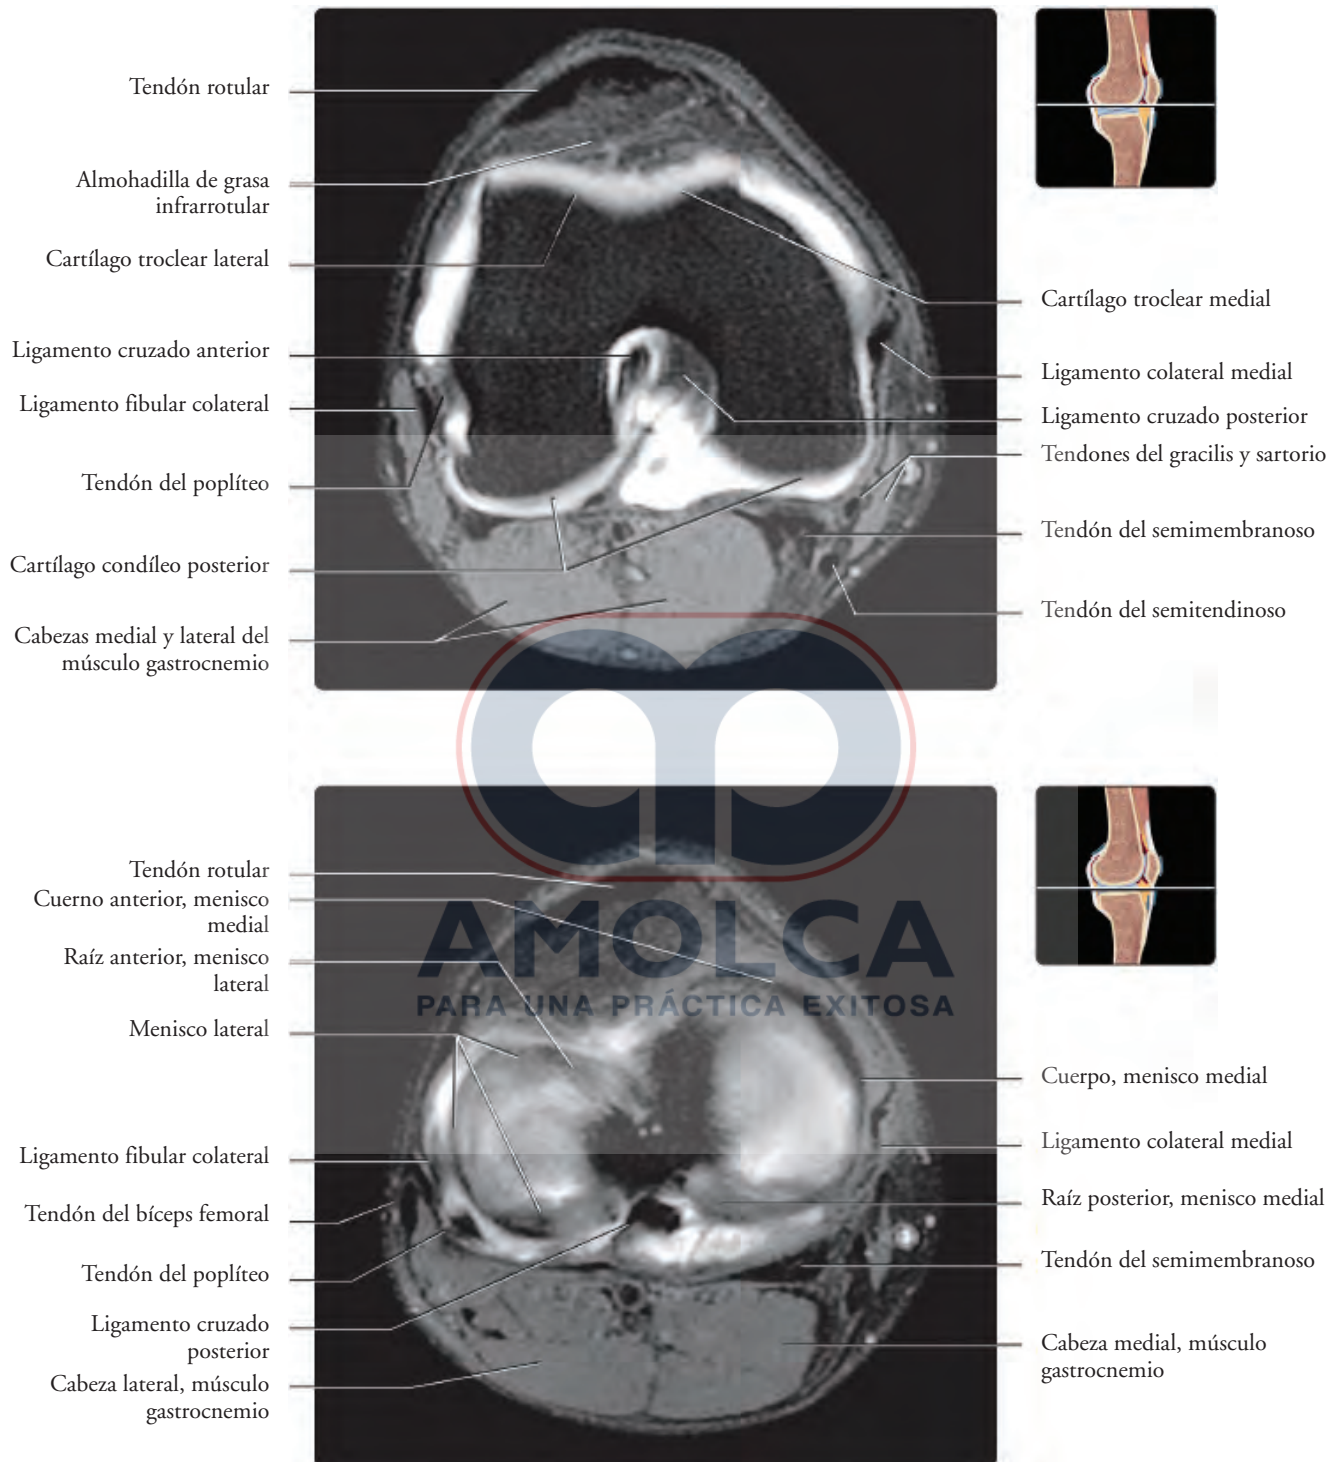 Tendón rotular
Almohadilla de grasa
infrarrotular
Cartílago troclear lateral
Ligamento cruzado anterior
Ligamento fibular colateral
Tendón del poplíteo
Cartílago condíleo posterior
Cabezas medial y lateral del
músculo gastrocnemio
Cartílago troclear medial
Ligamento colateral medial
Ligamento cruzado posterior
Tendones del gracilis y sartorio
Tendón del semimembranoso
Tendón del semitendinoso
AMOLCA
PARA UNA PRÁCTICA EXITOSA
Tendón rotular
Cuerno anterior, menisco
medial
Raíz anterior, menisco
lateral
Menisco lateral
Ligamento fibular colateral
Tendón del bíceps femoral
Tendón del poplíteo
Ligamento cruzado
posterior
Cabeza lateral, músculo
gastrocnemio
Cuerpo, menisco medial
Ligamento colateral medial
Raíz posterior, menisco medial
Tendón del semimembranoso
Cabeza medial, músculo
gastrocnemio